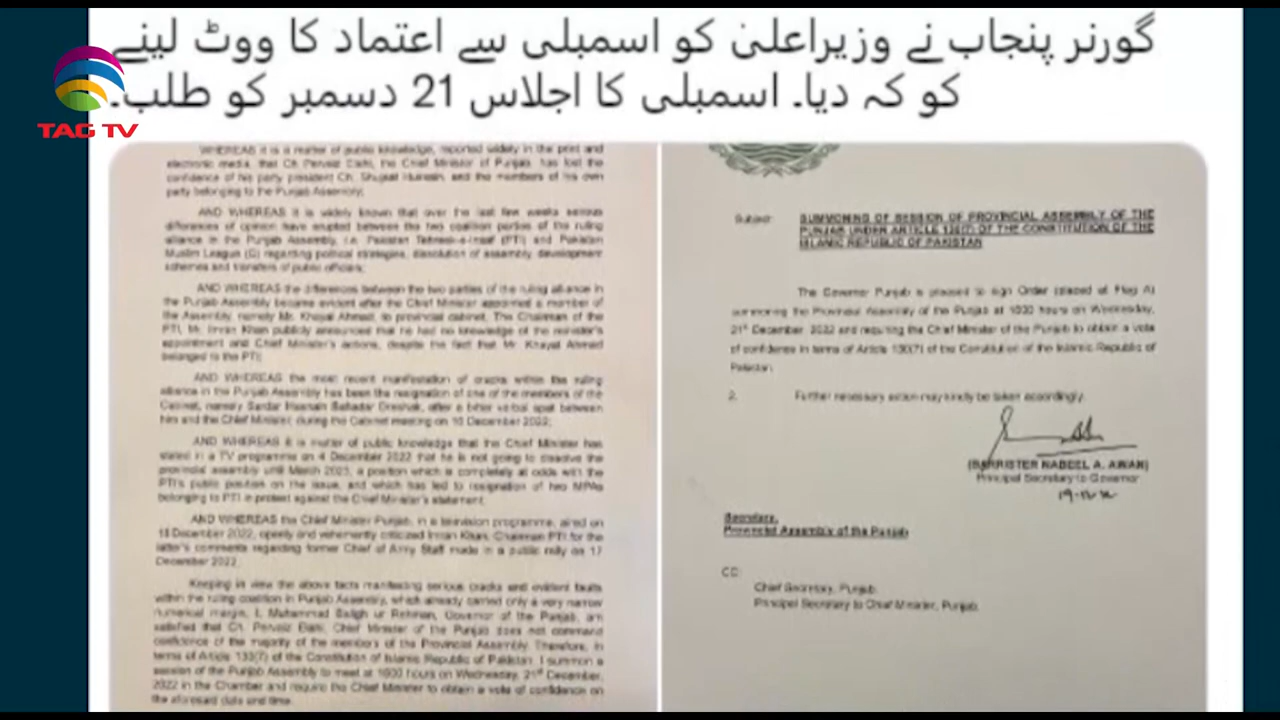 گورنر پنجاب نے وزیراعلیٰ کو اسمبلی سے اعتماد کا ووٹ لینے
کو کہ دیا۔ اسمبلی کا اجلاس 21 دسمبر کو طلب۔
TAG TV
WHEREAS it is a matter of public knowledge, reported widely in the print and
electronic media, that Ch. Pervaiz Elahi, the Chief Minister of Punjab, has lost the
confidence of his party president Ch. Shujaat Hussain, and the members of his own
party belonging to the Punjab Assembly;
AND WHEREAS it is widely known that over the last few weeks serious
differences of opinion have erupted between the two coalition parties of the ruling
alliance in the Punjab Assembly, i.e. Pakistan Tehreek-e-Insaf (PTI) and Pakistan
Muslim League (Q) regarding political strategies, dissolution of assembly, development
schemes and transfers of public officials;
AND WHEREAS the differences between the two parties of the ruling alliance in
the Punjab Assembly became evident after the Chief Minister appointed a member of
the Assembly, namely Mr. Khayal Ahmed, to provincial cabinet. The Chairman of the
PTI, Mr. Imran Khan publicly announced that he had no knowledge of the minister's
appointment and Chief Minister's actions, despite the fact that Mr. Khayal Ahmed
belonged to the PTI;
AND WHEREAS the most recent manifestation of cracks within the ruling
alliance in the Punjab Assembly has been the resignation of one of the members of the
Cabinet, namely Sardar Hasnain Bahadar Dreshak, after a bitter verbal spat between
him and the Chief Minister, during the Cabinet meeting on December 2022;
AND WHEREAS it is matter of public knowledge that the Chief Minister has
stated in a TV programme on 4 December 2022 that he is not going to dissolve the
provincial assembly until March 2023, a position which is completely at odds with the
PTI's public position on the issue, and which has led to resignation of two MPAs
belonging to PTI in protest against the Chief Minister's statement;
AND WHEREAS the Chief Minister Punjab, in a television programme, aired on
December 2022, openly and vehemently criticized Imran Khan, Chairman PTI for the
latter's comments regarding former Chief of Army Staff made in a public rally on 17
December 2022;
Keeping in view the above facts manifesting serious cracks and evident faults
within the ruling coalition in Punjab Assembly, which already carried only a very narrow
numerical margin, I, Muhammad Baligh ur Rehman, Governor of the Punjab, am
satisfied that Ch. Pervaiz Elahi, Chief Minister of the Punjab does not command
confidence of the majority of the members of the Provincial Assembly. Therefore, in
terms of Article 130(7) of the Constitution of Islamic Republic of Pakistan, I summon a
session of the Punjab Assembly to meet at 1600 hours on Wednesday, 21st December,
2022 in the Chamber and require the Chief Minister to obtain a vote of confidence on
the aforesaid date and time.
Subject: SUMMONING OF SESSION OF PROVINCIAL ASSEMBLY OF THE
PUNJAB UNDER ARTICLE 130(7) OF THE CONSTITUTION OF THE
ISLAMIC REPUBLIC OF PAKISTAN
The Governor Punjab is pleased to sign Order (placed at Flag A)
summoning the Provincial Assembly of the Punjab at 1600 hours on Wednesday,
21st December, 2022 and requiring the Chief Minister of the Punjab to obtain a vote
of confidence in terms of Article 130(7) of the Constitution of the Islamic Republic of
Pakistan.
2. Further necessary action may kindly be taken accordingly.
(BARRISTER NABEEL A. AWAN)
Principal Secretary to Governor
Secretary,
Provincial Assembly of the Punjab
CC:
Chief Secretary, Punjab.
Principal Secretary to Chief Minister, Punjab.